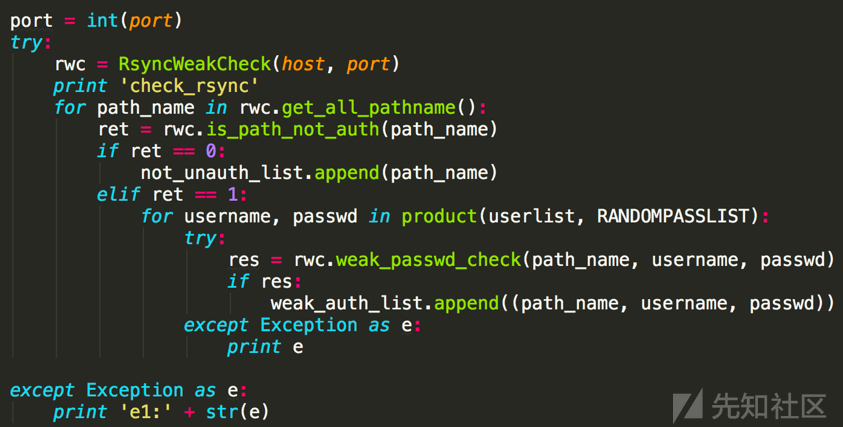 port = int(port)
try:
    rwc = RsyncWeakCheck(host, port)
    print 'check_rsync'
    for path_name in rwc.get_all_pathname():
        ret = rwc.is_path_not_auth(path_name)
        if ret == 0:
            not_unauth_list.append(path_name)
        elif ret == 1:
            for username, passwd in product(userlist, RANDOMPASSLIST):
                try:
                    res = rwc.weak_passwd_check(path_name, username, passwd)
                    if res:
                        weak_auth_list.append((path_name, username, passwd))
                except Exception as e:
                    print e
except Exception as e:
    print 'e1:' + str(e)
先知社区